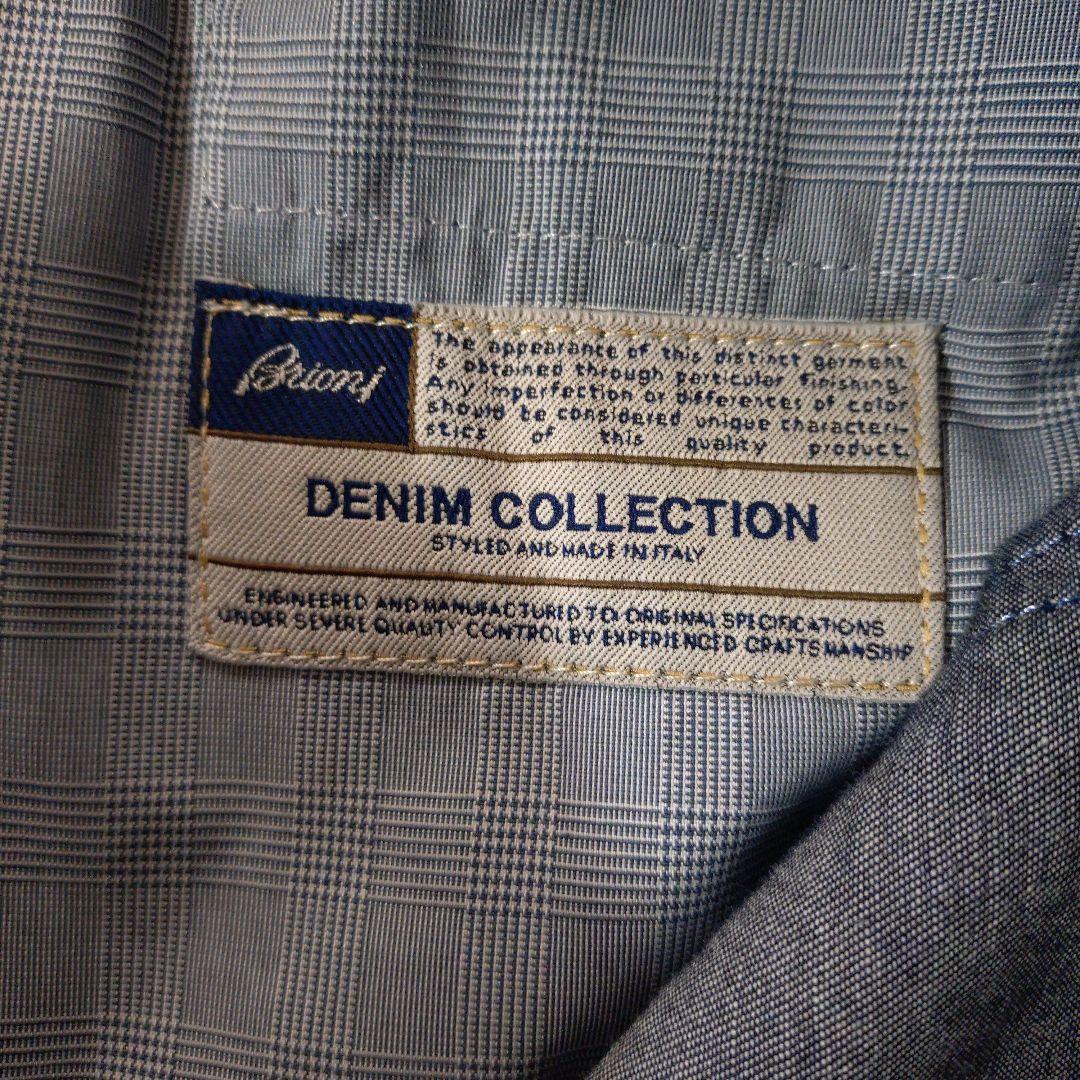 Brioni
The appearance of this distinct garment
is obtained through particular finishing.
Any imperfection or differences of color
should be considered unique characteri-
stics of this quality product.
DENIM COLLECTION
STYLED AND MADE IN ITALY
ENGINEERED AND MANUFACTURED TO ORIGINAL SPECIFICATIONS
UNDER SEVERE QUALITY CONTROL BY EXPERIENCED CRAFTSMANSHIP